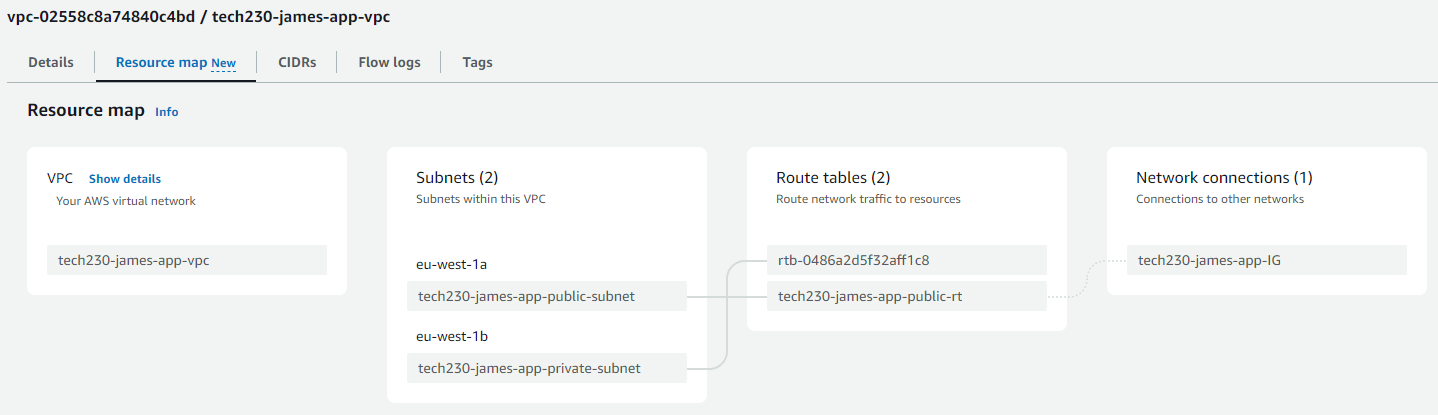 vpc-02558c8a74840c4bd / tech230-james-app-vpc
Details
Resource map New
CIDRs
Flow logs
Tags
Resource map Info
VPC Show details
Your AWS virtual network
tech230-james-app-vpc
Subnets (2)
Subnets within this VPC
eu-west-1a
tech230-james-app-public-subnet
eu-west-1b
tech230-james-app-private-subnet
Route tables (2)
Route network traffic to resources
rtb-0486a2d5f32aff1c8
tech230-james-app-public-rt
Network connections (1)
Connections to other networks
tech230-james-app-IG